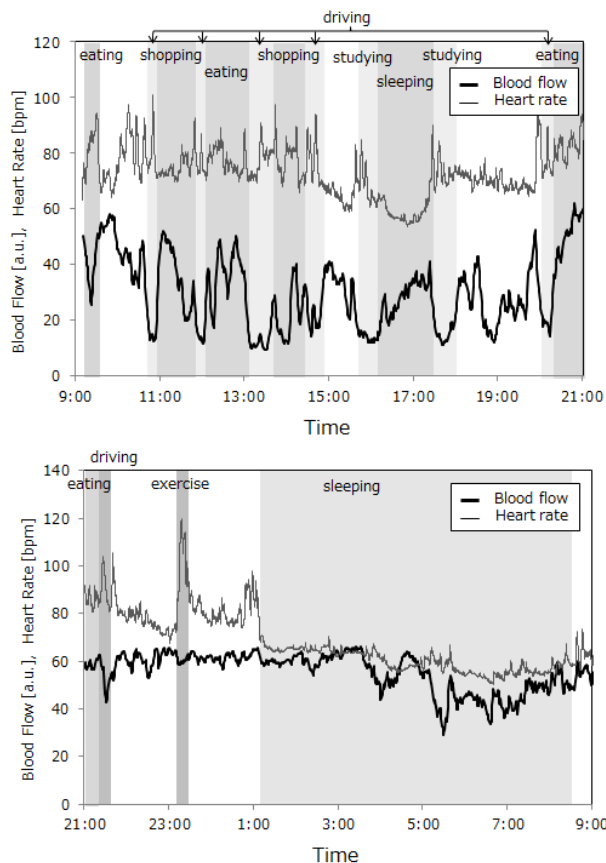 driving
120
eating shopping shopping studying studying
eating sleeping
Blood flow
Heart rate
100
80
60
40
20
0
Blood Flow [a.u.], Heart Rate [bpm]
9:00 11:00 13:00 15:00 17:00 19:00 21:00
Time
eating
driving
140
eating exercise sleeping
Blood flow
Heart rate
120
100
80
60
40
20
0
Blood Flow [a.u.], Heart Rate [bpm]
21:00 23:00 1:00 3:00 5:00 7:00 9:00
Time